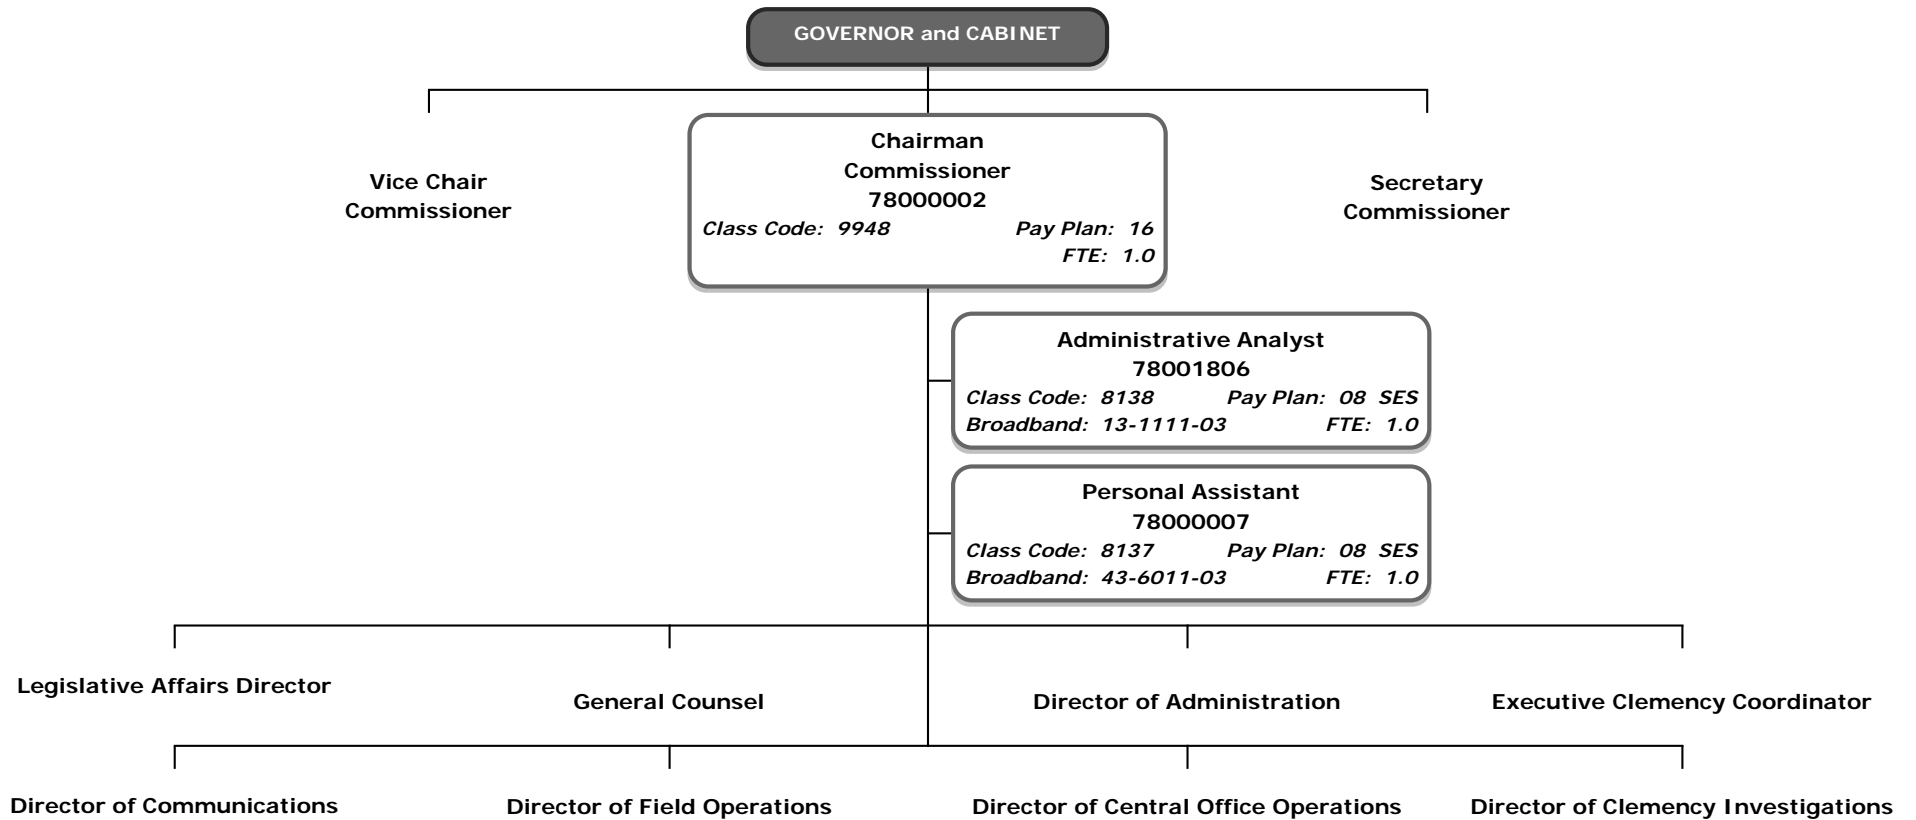 GOVERNOR and CABINET
Vice Chair
Commissioner
Chairman
Commissioner
78000002
Class Code: 9948 Pay Plan: 16
FTE: 1.0
Secretary
Commissioner
Administrative Analyst
78001806
Class Code: 8138 Pay Plan: 08 SES
Broadband: 13-1111-03 FTE: 1.0
Personal Assistant
78000007
Class Code: 8137 Pay Plan: 08 SES
Broadband: 43-6011-03 FTE: 1.0
Legislative Affairs Director
General Counsel
Director of Administration
Executive Clemency Coordinator
Director of Communications
Director of Field Operations
Director of Central Office Operations
Director of Clemency Investigations